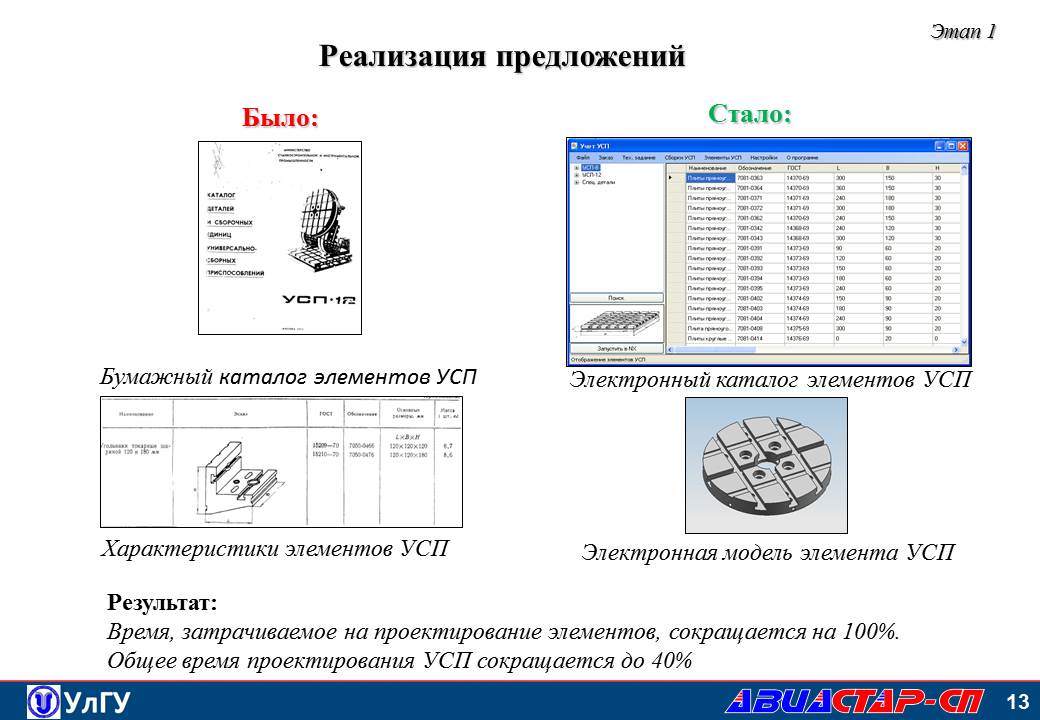 Этап 1
Реализация предложений
Было:
Стало:
МИНИСТЕРСТВО
СТАНКОСТРОИТЕЛЬНОЙ И ИНСТРУМЕНТАЛЬНОЙ
ПРОМЫШЛЕННОСТИ
КАТАЛОГ
ДЕТАЛЕЙ
И СБОРОЧНЫХ
ЕДИНИЦ
УНИВЕРСАЛЬНО-
СБОРНЫХ
ПРИСПОСОБЛЕНИЙ
УСП-12
Учет УСП
Файл Заказ Тех. задание Сборки УСП Элементы УСП Настройки О программе
УСП-8
УСП-12
Спец. детали
Поиск
Запустить в NX
Отображение элементов УСП
Наименование Обозначение ГОСТ L B H
Плиты прямоуг... 7081-0363 14370-69 300 150 30
Плиты прямоуг... 7081-0364 14370-69 360 150 30
Плиты прямоуг... 7081-0371 14371-69 240 180 30
Плиты прямоуг... 7081-0372 14371-69 300 180 30
Плиты прямоуг... 7081-0362 14370-69 240 150 30
Плиты прямоуг... 7081-0342 14368-69 240 120 30
Плиты прямоуг... 7081-0343 14368-69 300 120 30
Плиты прямоуг... 7081-0391 14373-69 90 60 20
Плиты прямоуг... 7081-0392 14373-69 120 60 20
Плиты прямоуг... 7081-0393 14373-69 150 60 20
Плиты прямоуг... 7081-0394 14373-69 180 60 20
Плиты прямоуг... 7081-0395 14373-69 240 60 20
Плиты прямоуг... 7081-0402 14374-69 150 90 20
Плиты прямоуг... 7081-0403 14374-69 180 90 20
Плиты прямоуг... 7081-0404 14374-69 240 90 20
Плита прямоуго... 7081-0408 14375-69 300 90 20
Плиты круглые ... 7081-0414 14376-69 0 20 0
Бумажный каталог элементов УСП
Электронный каталог элементов УСП
Наименование Эскиз ГОСТ Обозначение Основные размеры, мм Масса
L×B×H
Угольники токарные ши-
риной 120 и 180 мм
15209—70 7050-0466 120×120×120 6,7
15210—70 7050-0476 120×120×180 8,6
Характеристики элементов УСП
Электронная модель элемента УСП
Результат:
Время, затрачиваемое на проектирование элементов, сокращается на 100%.
Общее время проектирования УСП сокращается до 40%
УлГУ
АВИАСТАР-СП
13